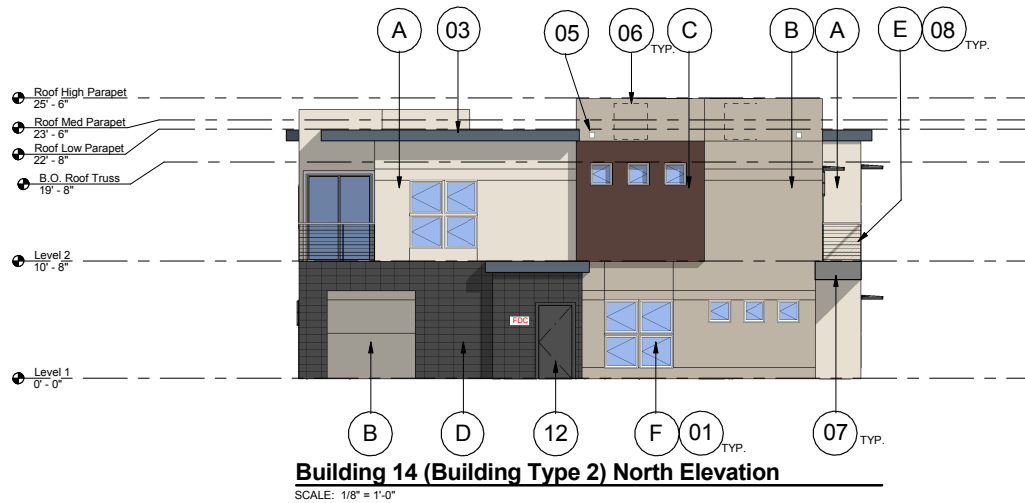 A
03
05
06
TYP.
C
B
A
E
08
TYP.
Roof High Parapet
25' - 6"
Roof Med Parapet
23' - 6"
Roof Low Parapet
22' - 8"
B.O. Roof Truss
19' - 8"
Level 2
10' - 8"
FDC
Level 1
0' - 0"
B
D
12
F
01
TYP.
07
TYP.
Building 14 (Building Type 2) North Elevation
SCALE: 1/8" = 1'-0"